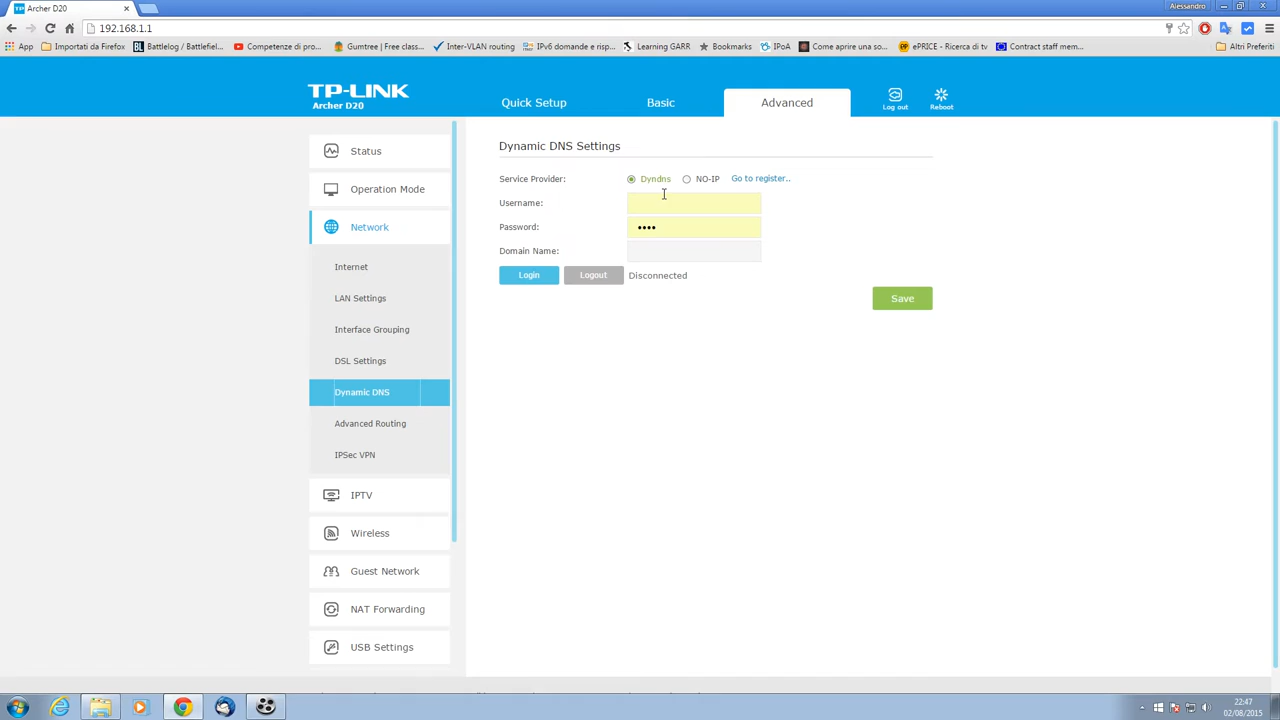 Archer D20
Alessandro
192.168.1.1
App
Importati da Firefox
BL
Battlelog / Battlefiel...
Competenze di pro...
Gumtree | Free class...
Inter-VLAN routing
IPv6 domande e risp...
Learning GARR
Bookmarks
IPoA
Come aprire una so...
ePRICE - Ricerca di tv
Contract staff mem...
Altri Preferiti
TP-LINK
Archer D20
Quick Setup
Basic
Advanced
Log out
Reboot
Status
Operation Mode
Network
Internet
LAN Settings
Interface Grouping
DSL Settings
Dynamic DNS
Advanced Routing
IPSec VPN
IPTV
Wireless
Guest Network
NAT Forwarding
USB Settings
Dynamic DNS Settings
Service Provider:
Dyndns
NO-IP
Go to register..
Username:
Password:
••••
Domain Name:
Login
Logout
Disconnected
Save
22:47
02/08/2015